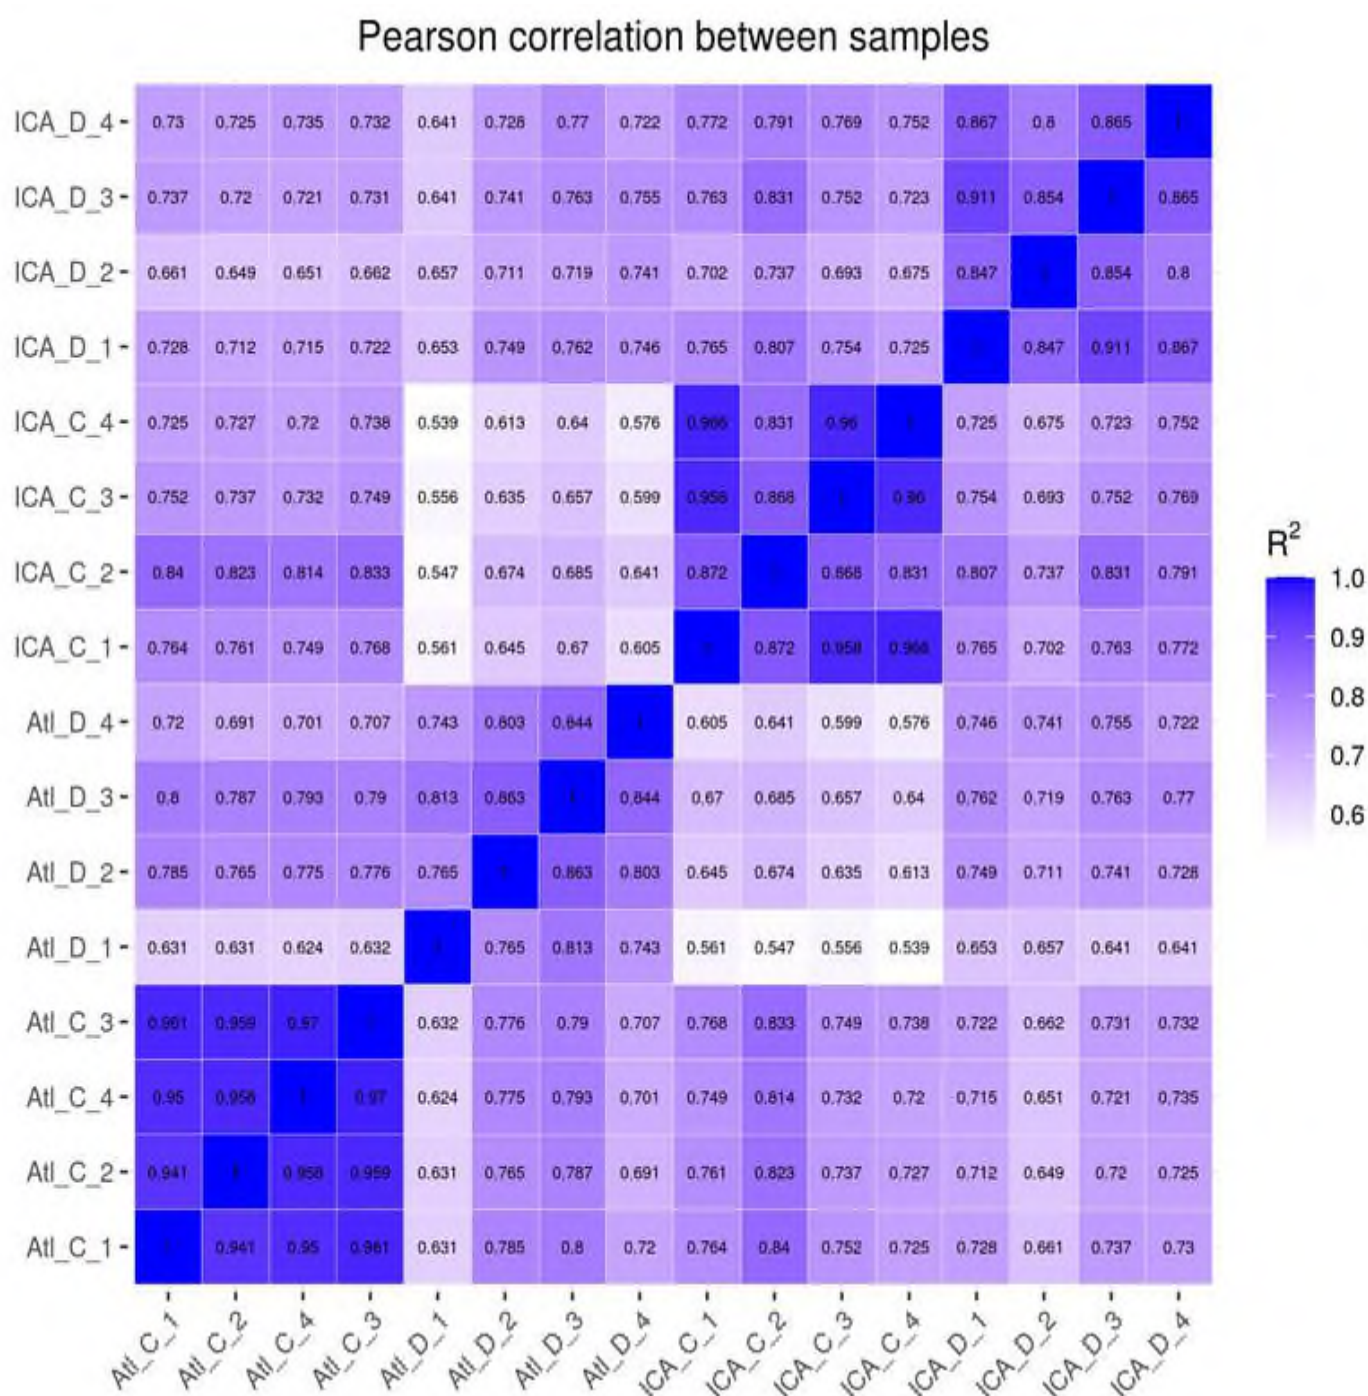 Pearson correlation between samples
ICA_D_4 0.73 0.725 0.735 0.732 0.641 0.728 0.77 0.722 0.772 0.791 0.769 0.752 0.867 0.8 0.865 1
ICA_D_3 0.737 0.72 0.721 0.731 0.641 0.741 0.763 0.755 0.763 0.831 0.752 0.723 0.911 0.854 1 0.865
ICA_D_2 0.661 0.649 0.651 0.662 0.657 0.711 0.719 0.741 0.702 0.737 0.693 0.675 0.847 1 0.854 0.8
ICA_D_1 0.728 0.712 0.715 0.722 0.653 0.749 0.762 0.746 0.765 0.807 0.754 0.725 1 0.847 0.911 0.867
ICA_C_4 0.725 0.727 0.72 0.738 0.539 0.613 0.64 0.576 0.966 0.831 0.96 1 0.725 0.675 0.723 0.752
ICA_C_3 0.752 0.737 0.732 0.749 0.556 0.635 0.657 0.599 0.958 0.868 1 0.96 0.754 0.693 0.752 0.769
R²
ICA_C_2 0.84 0.823 0.814 0.833 0.547 0.674 0.685 0.641 0.872 1 0.868 0.831 0.807 0.737 0.831 0.791
1.0
ICA_C_1 0.764 0.761 0.749 0.768 0.561 0.645 0.67 0.605 1 0.872 0.958 0.966 0.765 0.702 0.763 0.772
0.9
Atl_D_4 0.72 0.691 0.701 0.707 0.743 0.803 0.844 1 0.605 0.641 0.599 0.576 0.746 0.741 0.755 0.722
0.8
0.7
Atl_D_3 0.8 0.787 0.793 0.79 0.813 0.863 1 0.844 0.67 0.685 0.657 0.64 0.762 0.719 0.763 0.77
0.6
Atl_D_2 0.785 0.765 0.775 0.776 0.765 1 0.863 0.803 0.645 0.674 0.635 0.613 0.749 0.711 0.741 0.728
Atl_D_1 0.631 0.631 0.624 0.632 1 0.765 0.813 0.743 0.561 0.547 0.556 0.539 0.653 0.657 0.641 0.641
Atl_C_3 0.961 0.959 0.97 1 0.632 0.776 0.79 0.707 0.768 0.833 0.749 0.738 0.722 0.662 0.731 0.732
Atl_C_4 0.95 0.958 1 0.97 0.624 0.775 0.793 0.701 0.749 0.814 0.732 0.72 0.715 0.651 0.721 0.735
Atl_C_2 0.941 1 0.958 0.959 0.631 0.765 0.787 0.691 0.761 0.823 0.737 0.727 0.712 0.649 0.72 0.725
Atl_C_1 1 0.941 0.95 0.961 0.631 0.785 0.8 0.72 0.764 0.84 0.752 0.725 0.728 0.661 0.737 0.73
Atl_C_1 Atl_C_2 Atl_C_4 Atl_C_3 Atl_D_1 Atl_D_2 Atl_D_3 Atl_D_4 ICA_C_1 ICA_C_2 ICA_C_3 ICA_C_4 ICA_D_1 ICA_D_2 ICA_D_3 ICA_D_4